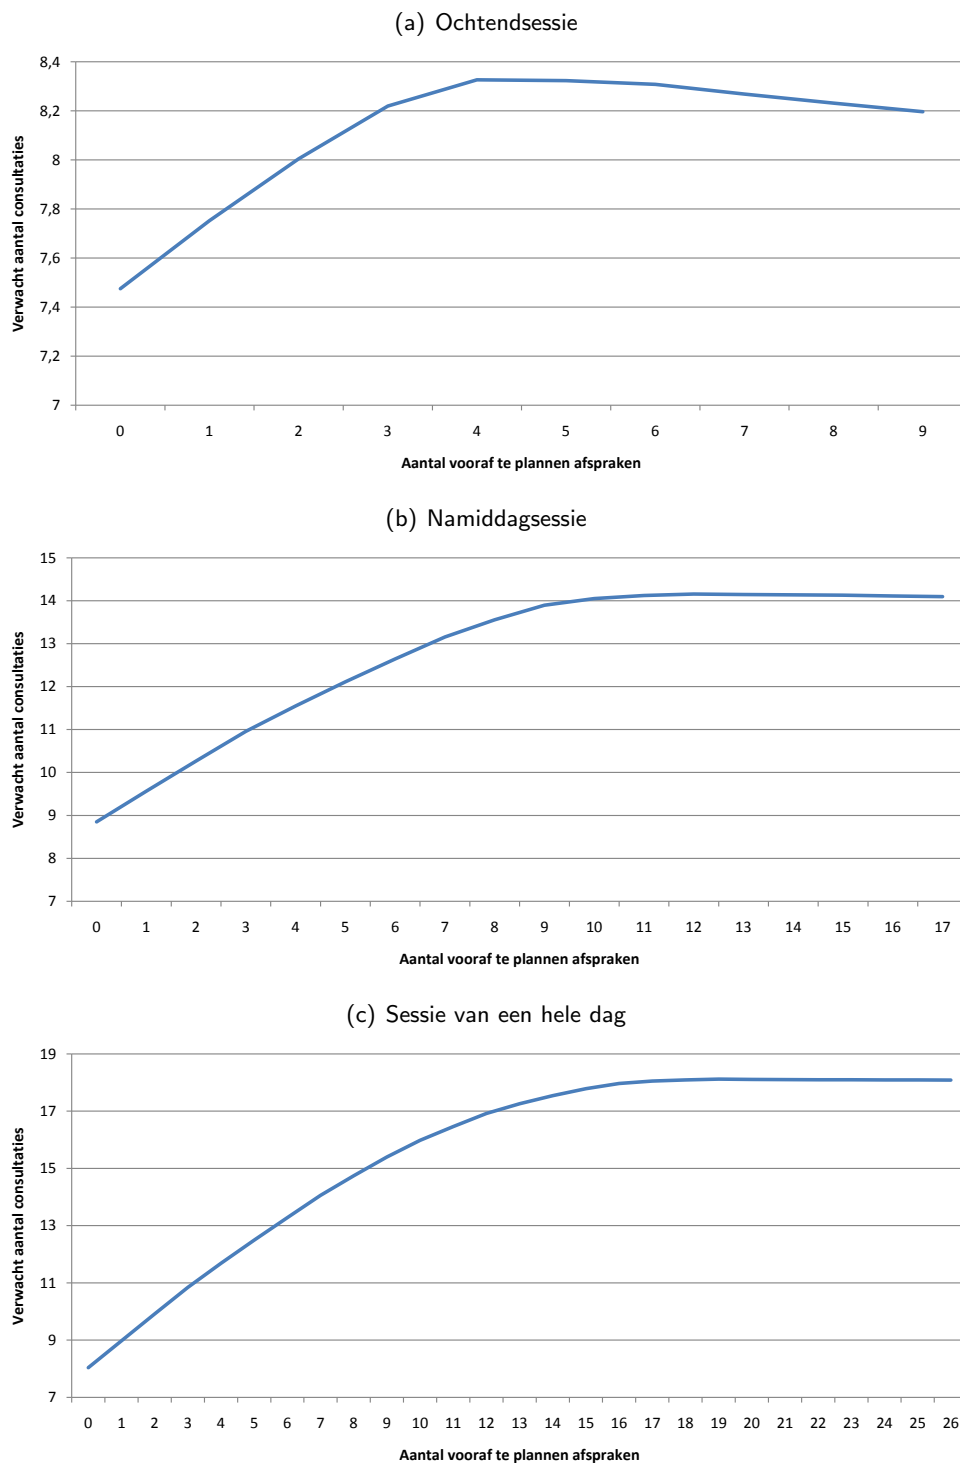 (a) Ochtendsessie
Verwacht aantal consultaties
8,4
8,2
8
7,8
7,6
7,4
7,2
7
0 1 2 3 4 5 6 7 8 9
Aantal vooraf te plannen afspraken
(b) Namiddagsessie
Verwacht aantal consultaties
15
14
13
12
11
10
9
8
7
0 1 2 3 4 5 6 7 8 9 10 11 12 13 14 15 16 17
Aantal vooraf te plannen afspraken
(c) Sessie van een hele dag
Verwacht aantal consultaties
19
17
15
13
11
9
7
0 1 2 3 4 5 6 7 8 9 10 11 12 13 14 15 16 17 18 19 20 21 22 23 24 25 26
Aantal vooraf te plannen afspraken